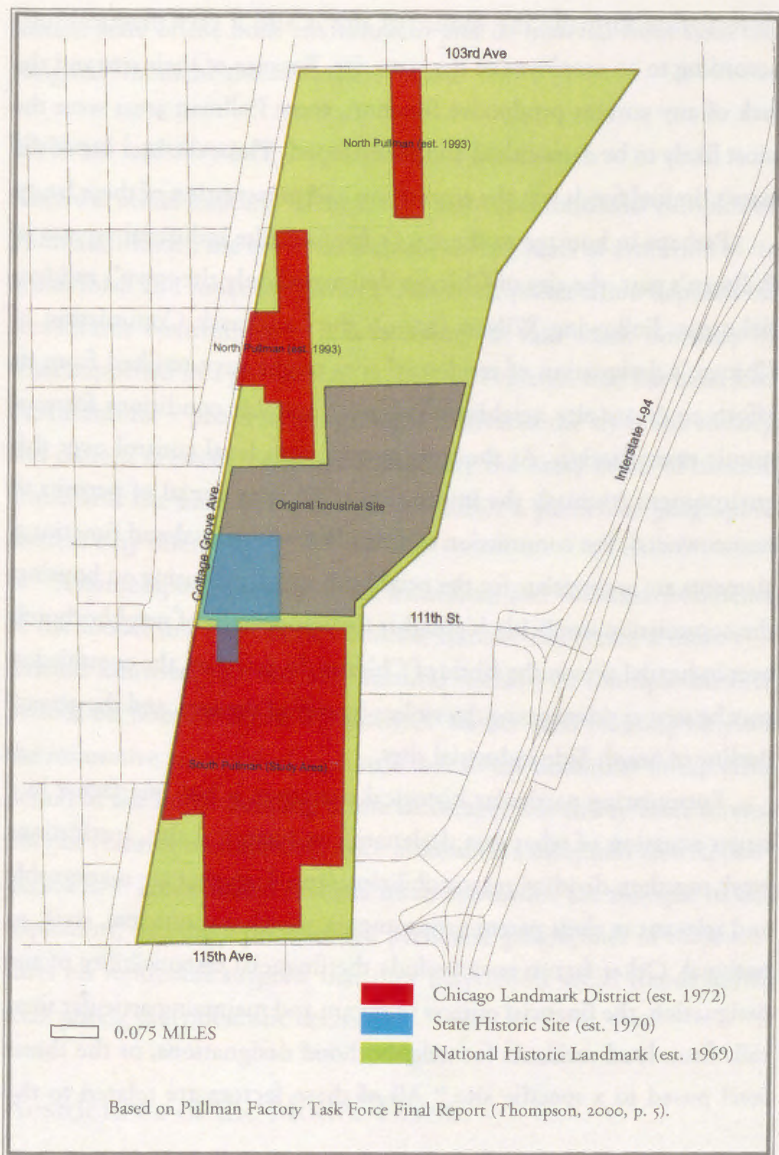 103rd Ave
North Pullman (est. 1993)
North Pullman (est. 1993)
Interstate I-94
Original Industrial Site
Cottage Grove Ave.
111th St.
South Pullman
115th Ave.
Chicago Landmark District (est. 1972)
State Historic Site (est. 1970)
0.075 MILES
National Historic Landmark (est. 1969)
Based on Pullman Factory Task Force Final Report (Thompson, 2000, p. 5).